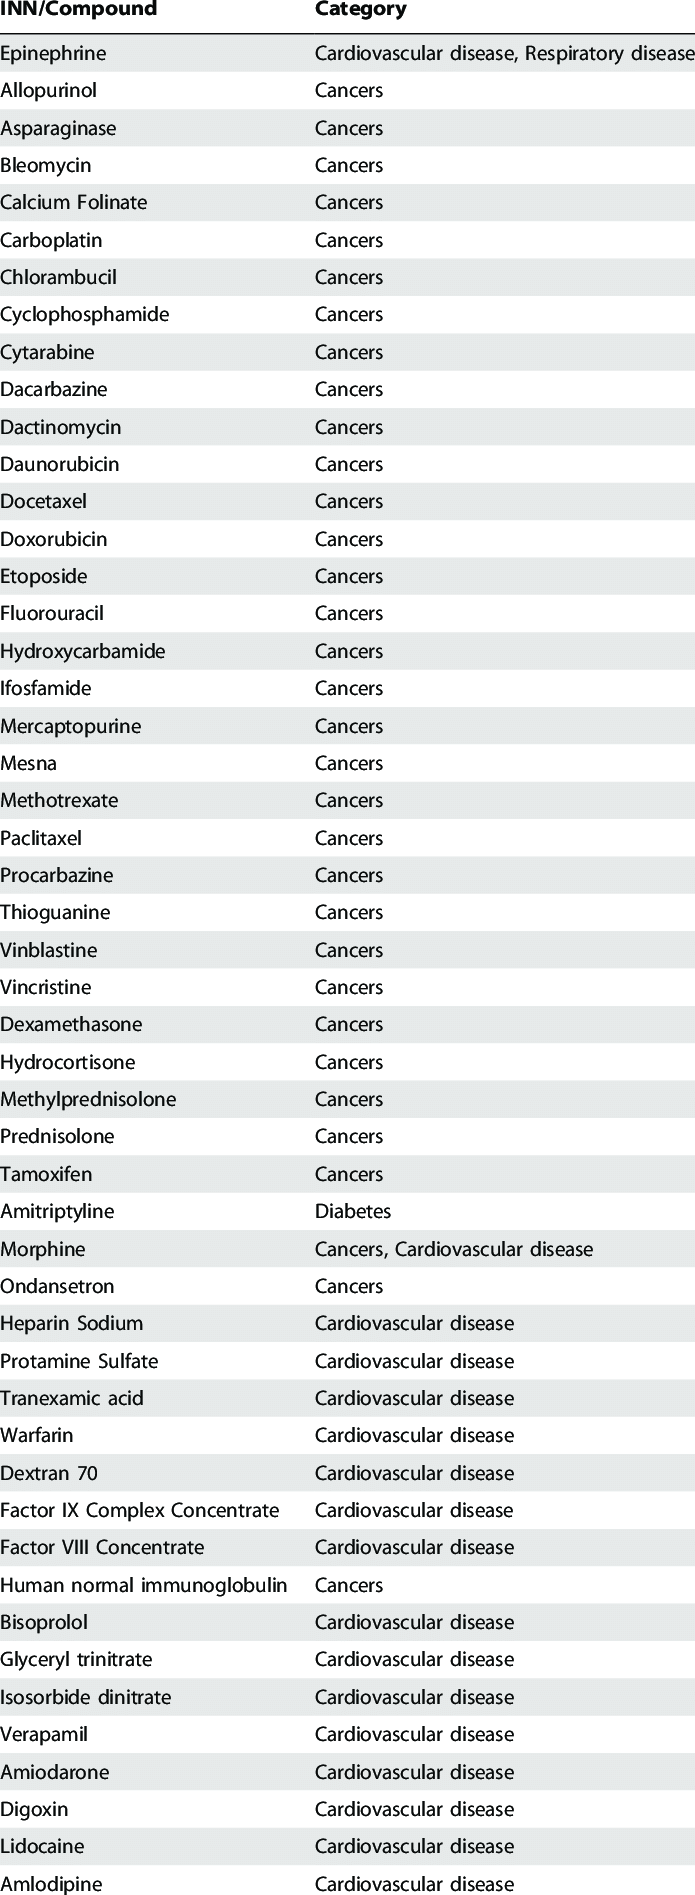 INN/Compound Category
Epinephrine Cardiovascular disease, Respiratory disease
Allopurinol Cancers
Asparaginase Cancers
Bleomycin Cancers
Calcium Folinate Cancers
Carboplatin Cancers
Chlorambucil Cancers
Cyclophosphamide Cancers
Cytarabine Cancers
Dacarbazine Cancers
Dactinomycin Cancers
Daunorubicin Cancers
Docetaxel Cancers
Doxorubicin Cancers
Etoposide Cancers
Fluorouracil Cancers
Hydroxycarbamide Cancers
Ifosfamide Cancers
Mercaptopurine Cancers
Mesna Cancers
Methotrexate Cancers
Paclitaxel Cancers
Procarbazine Cancers
Thioguanine Cancers
Vinblastine Cancers
Vincristine Cancers
Dexamethasone Cancers
Hydrocortisone Cancers
Methylprednisolone Cancers
Prednisolone Cancers
Tamoxifen Cancers
Amitriptyline Diabetes
Morphine Cancers, Cardiovascular disease
Ondansetron Cancers
Heparin Sodium Cardiovascular disease
Protamine Sulfate Cardiovascular disease
Tranexamic acid Cardiovascular disease
Warfarin Cardiovascular disease
Dextran 70 Cardiovascular disease
Factor IX Complex Concentrate Cardiovascular disease
Factor VIII Concentrate Cardiovascular disease
Human normal immunoglobulin Cancers
Bisoprolol Cardiovascular disease
Glyceryl trinitrate Cardiovascular disease
Isosorbide dinitrate Cardiovascular disease
Verapamil Cardiovascular disease
Amiodarone Cardiovascular disease
Digoxin Cardiovascular disease
Lidocaine Cardiovascular disease
Amlodipine Cardiovascular disease